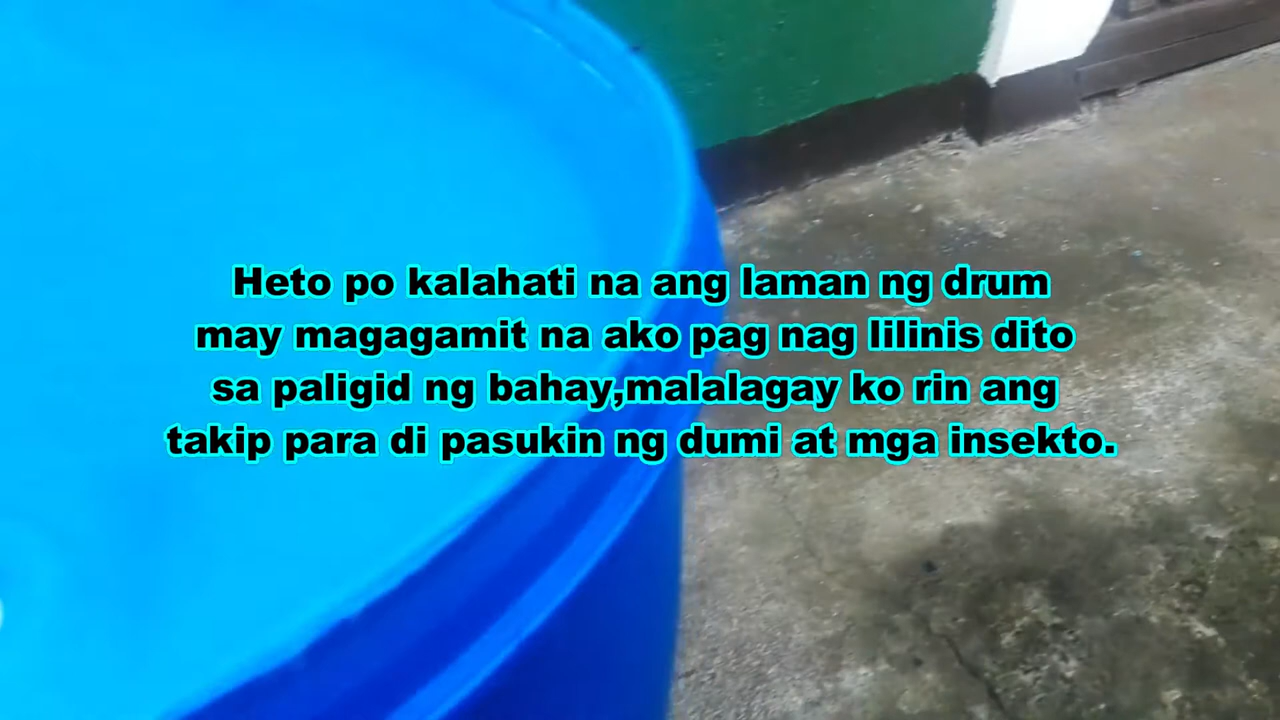 Heto po kalahati na ang laman ng drum
may magagamit na ako pag nag lilinis dito
sa paligid ng bahay,malalagay ko rin ang
takip para di pasukin ng dumi at mga insekto.